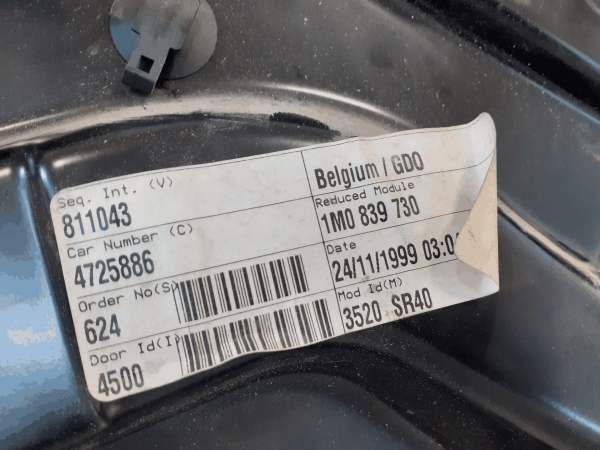 Seq. Int. (V)
811043
Car Number (C)
4725886
Order No(S)
624
Door Id(I)
4500
Belgium / GDO
Reduced Module
1M0 839 730
Date
24/11/1999 03:0
Mod Id(M)
3520 SR40